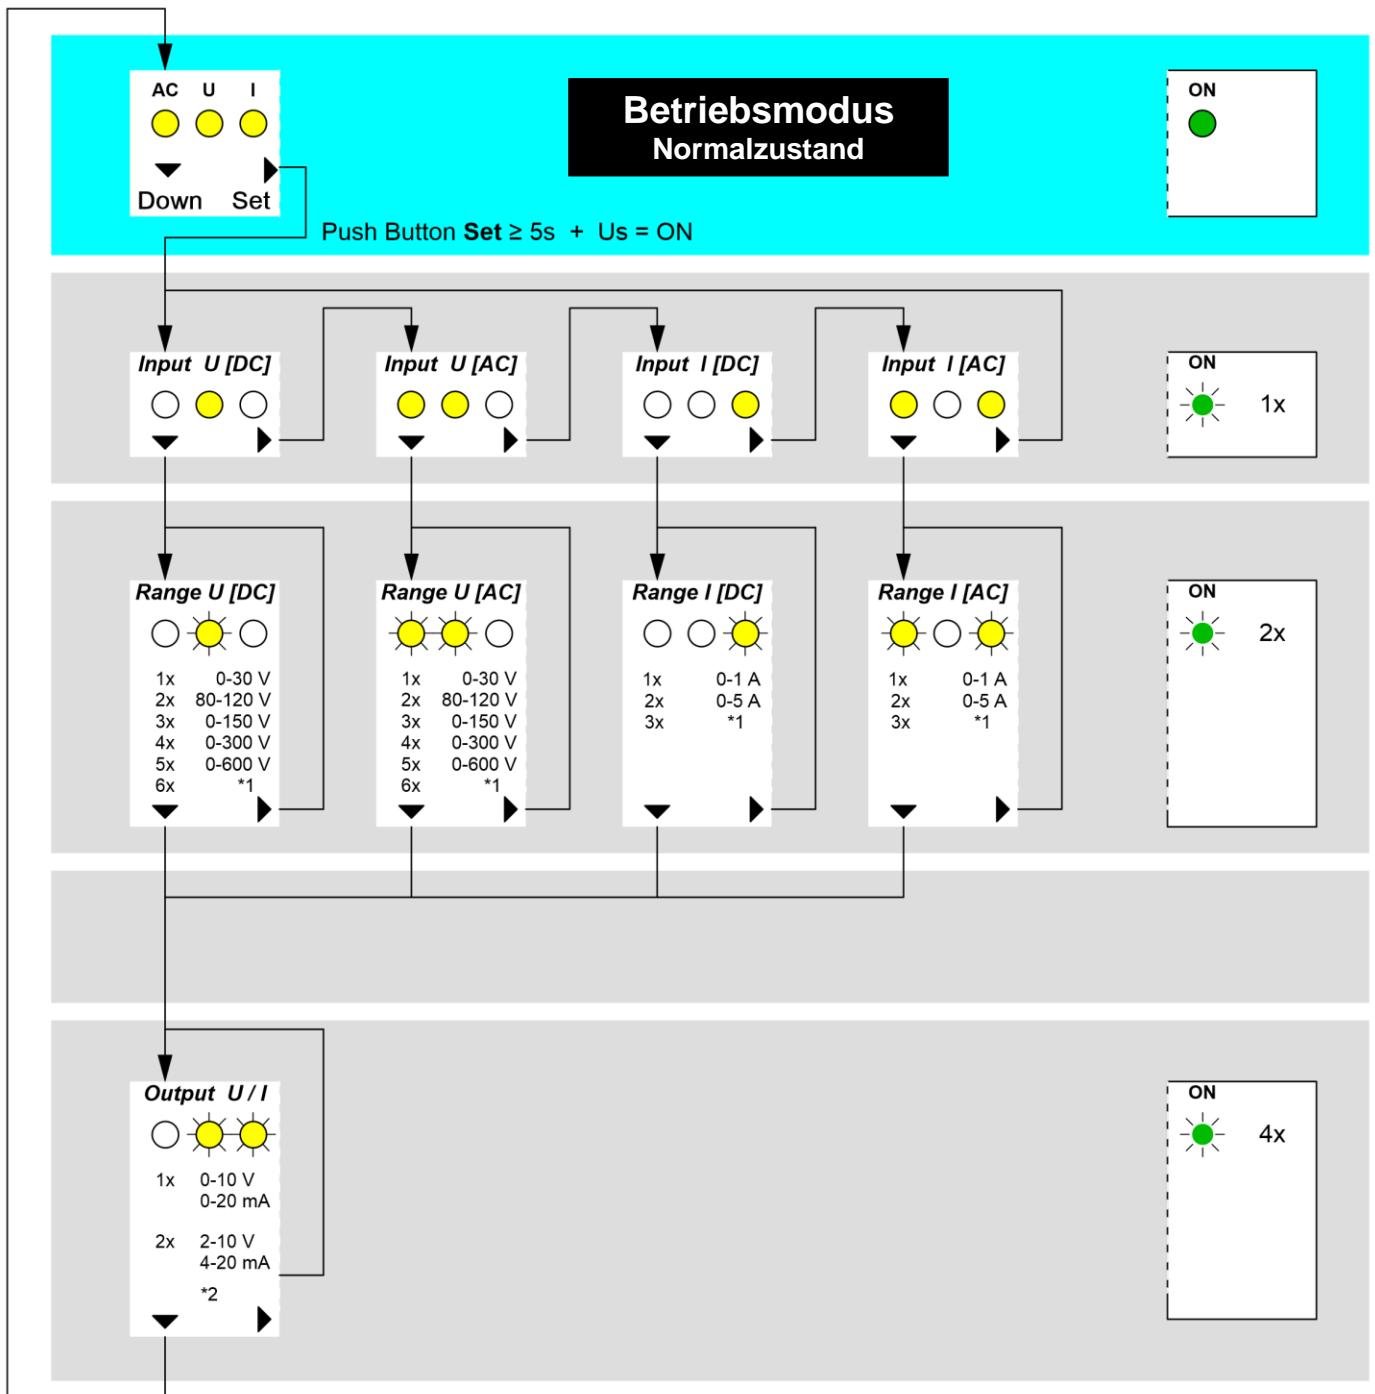 AC U I
Betriebsmodus
Normalzustand
ON
Down Set
Push Button Set ≥ 5s + Us = ON
Input U [DC]
Input U [AC]
Input I [DC]
Input I [AC]
ON
1x
Range U [DC]
1x 0-30 V
2x 80-120 V
3x 0-150 V
4x 0-300 V
5x 0-600 V
6x *1
Range U [AC]
1x 0-30 V
2x 80-120 V
3x 0-150 V
4x 0-300 V
5x 0-600 V
6x *1
Range I [DC]
1x 0-1 A
2x 0-5 A
3x *1
Range I [AC]
1x 0-1 A
2x 0-5 A
3x *1
ON
2x
Output U / I
1x 0-10 V
0-20 mA
2x 2-10 V
4-20 mA
*2
ON
4x